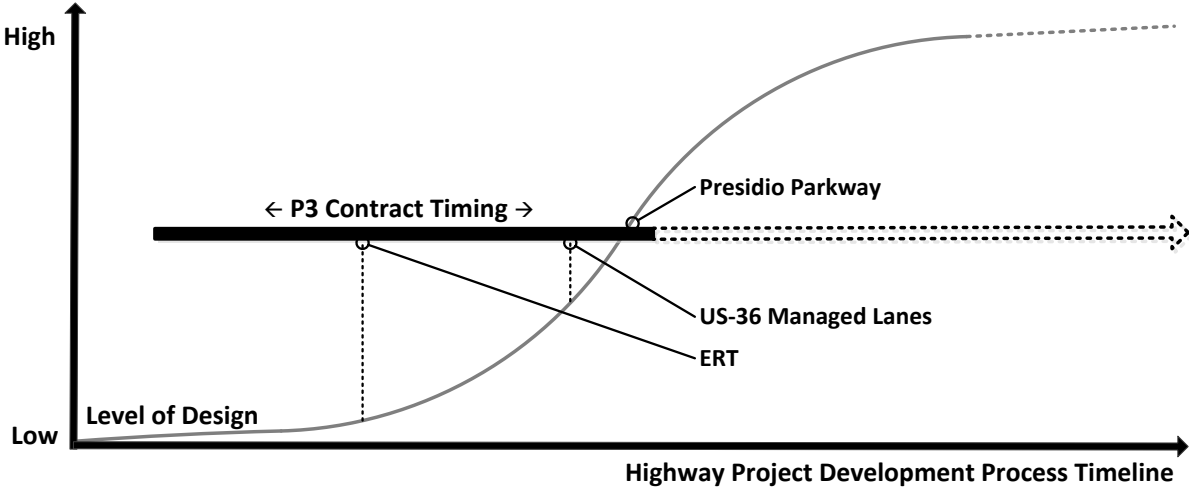 High
Presidio Parkway
← P3 Contract Timing →
US-36 Managed Lanes
ERT
Level of Design
Low
Highway Project Development Process Timeline